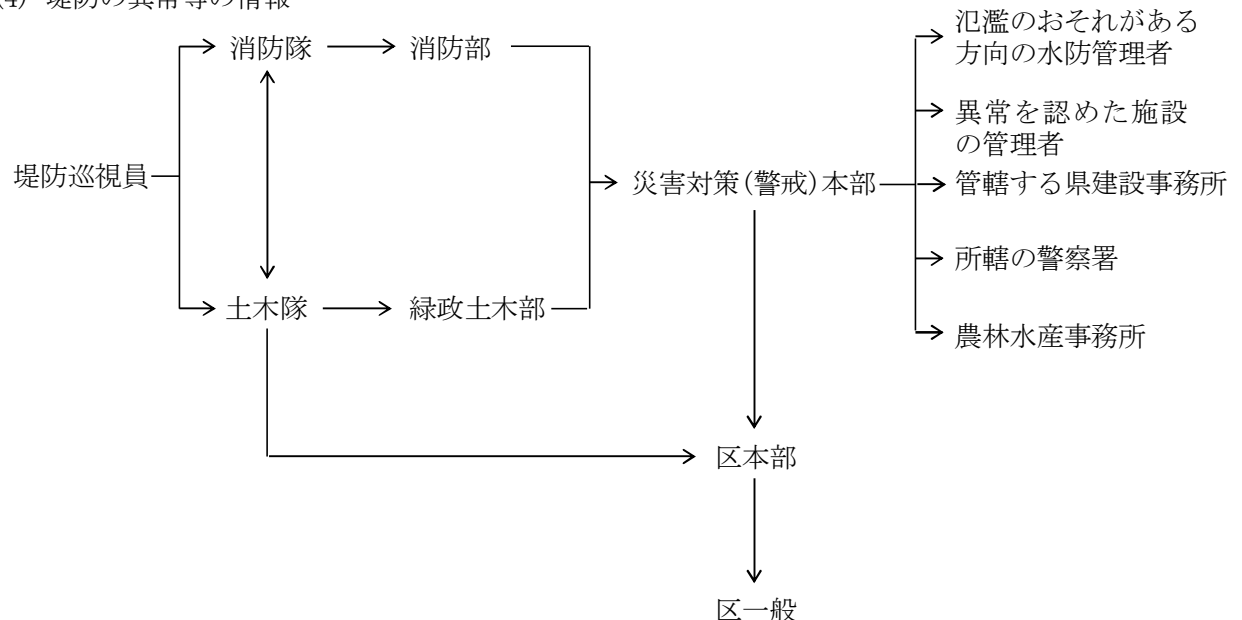 (4) 堤防の異常等の情報
氾濫のおそれがある
方向の水防管理者
消防隊
消防部
異常を認めた施設
の管理者
堤防巡視員
災害対策(警戒)本部
管轄する県建設事務所
所轄の警察署
土木隊
緑政土木部
農林水産事務所
区本部
区一般